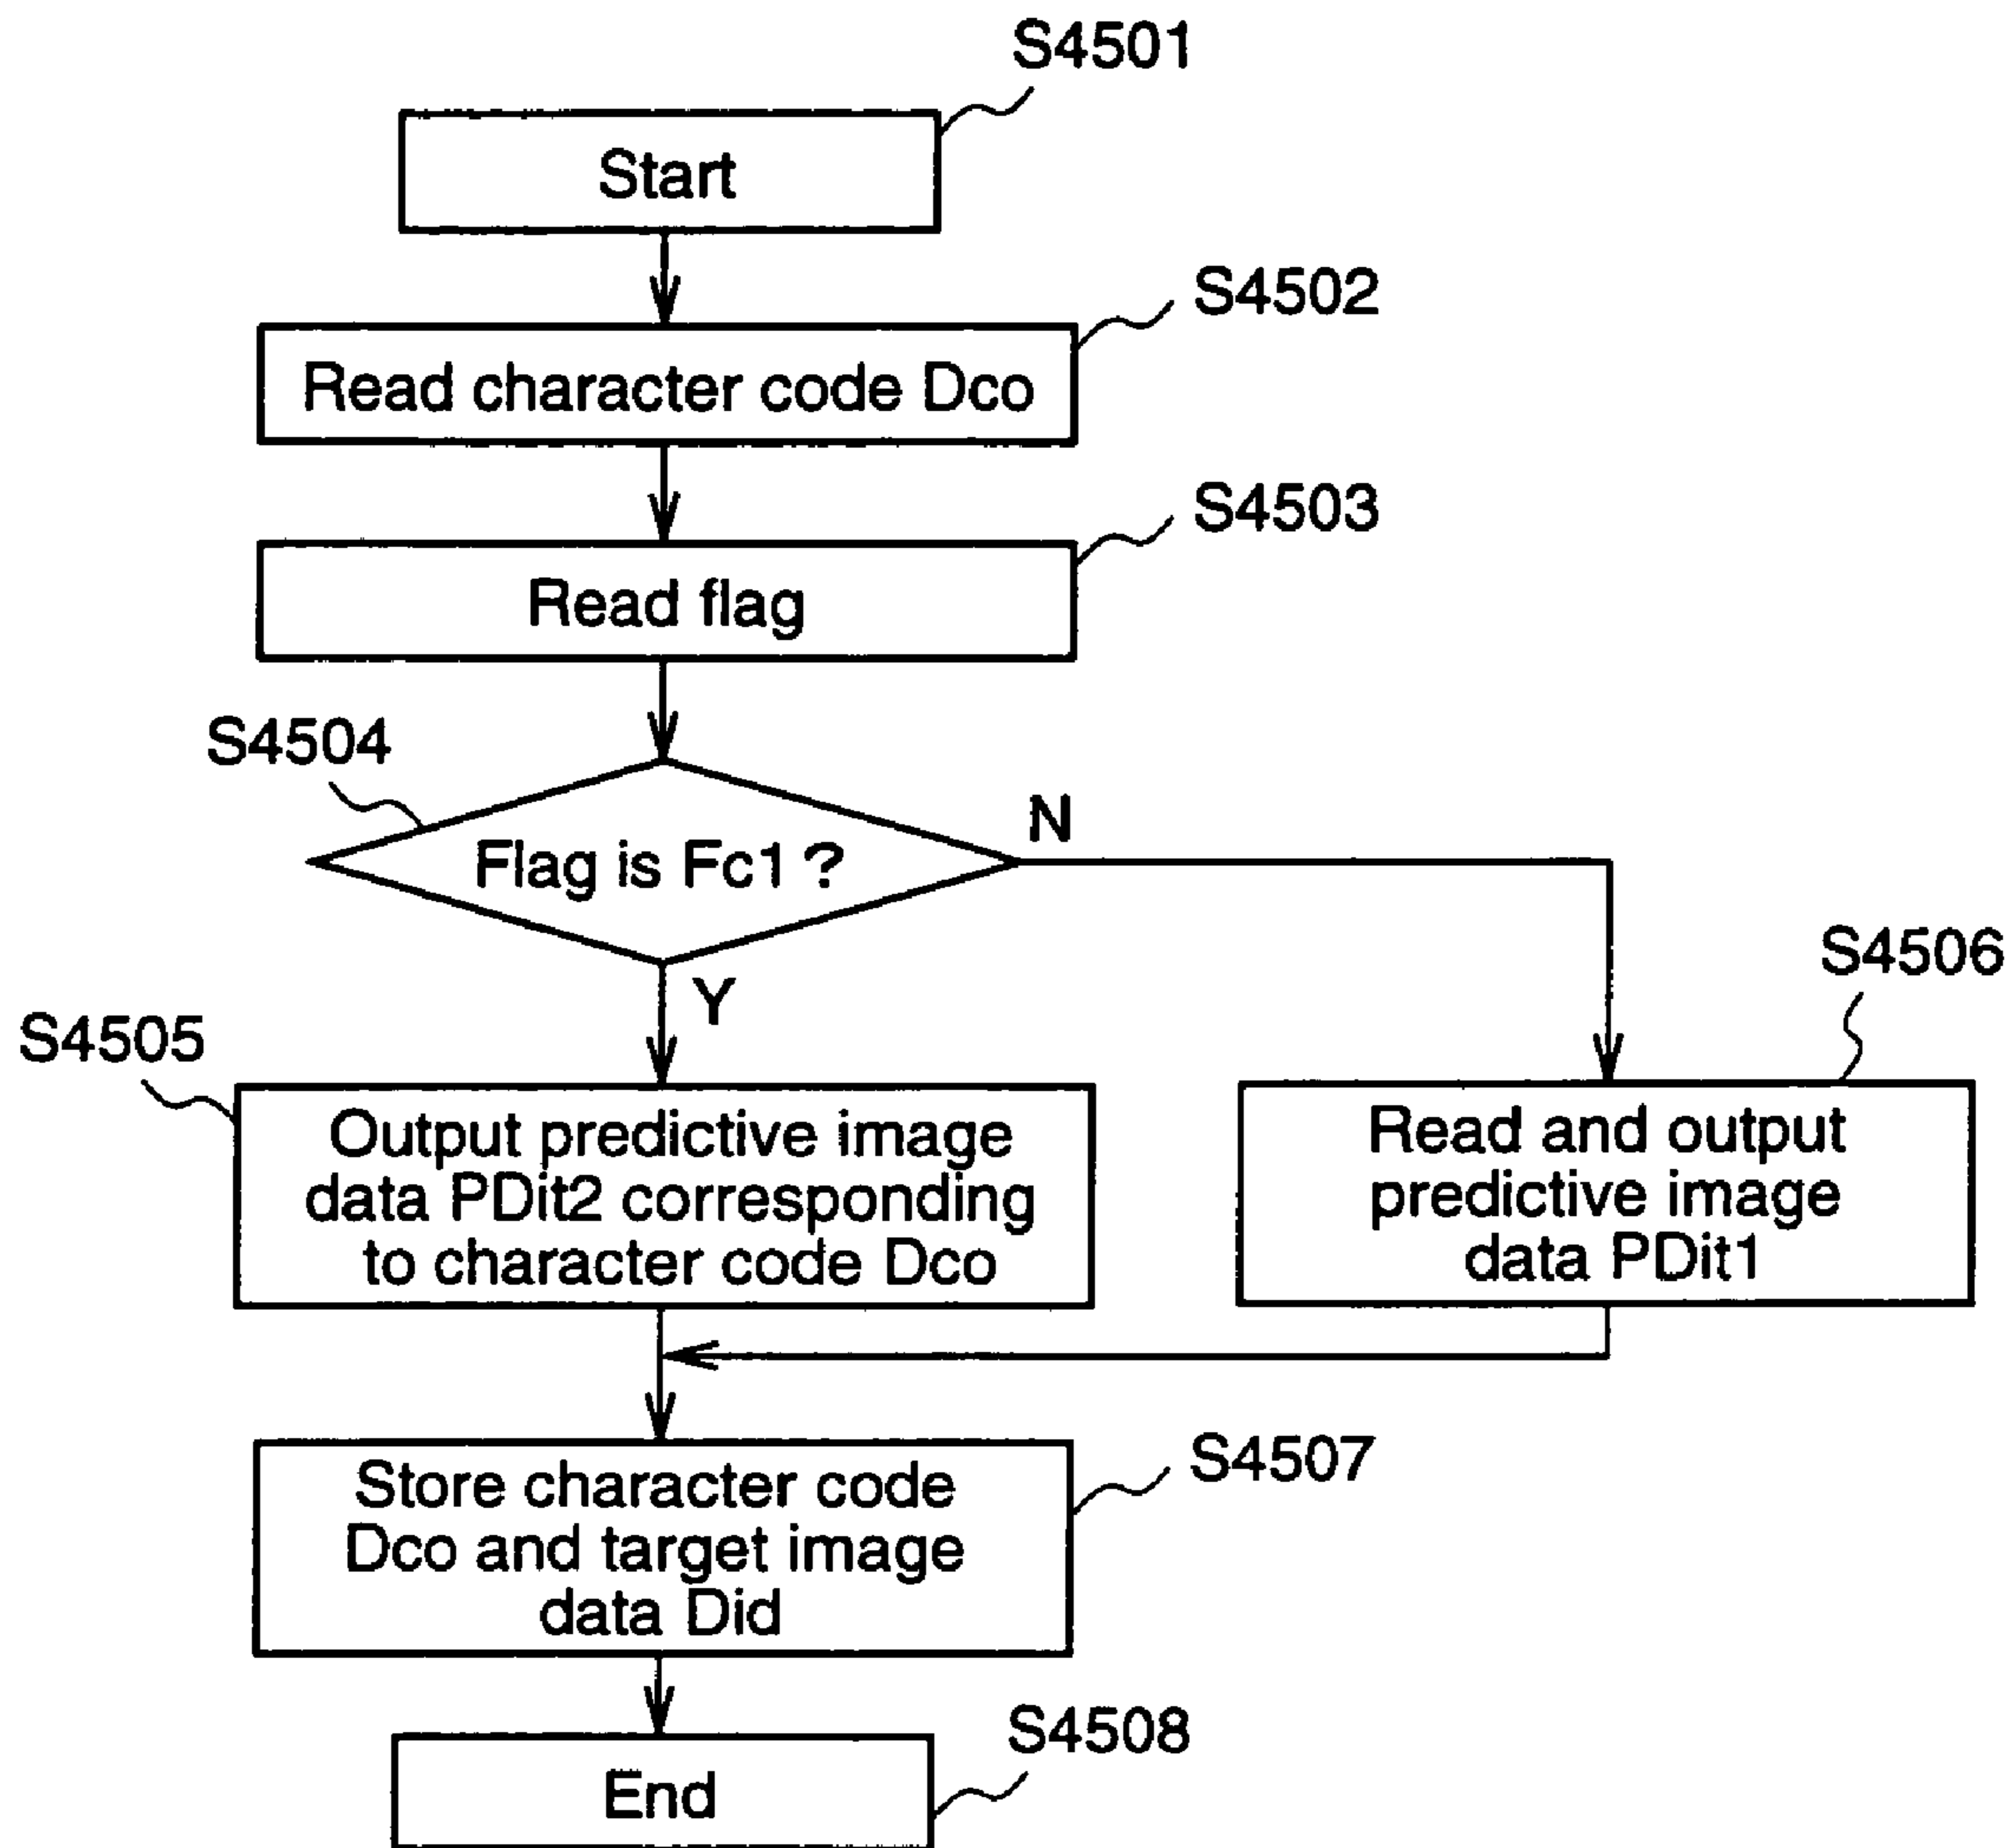 S4501
Start
S4502
Read character code Dco
S4503
Read flag
S4504
Flag is Fc1 ?
N
Y
S4505
Output predictive image
data PDit2 corresponding
to character code Dco
S4506
Read and output
predictive image
data PDit1
S4507
Store character code
Dco and target image
data Did
S4508
End